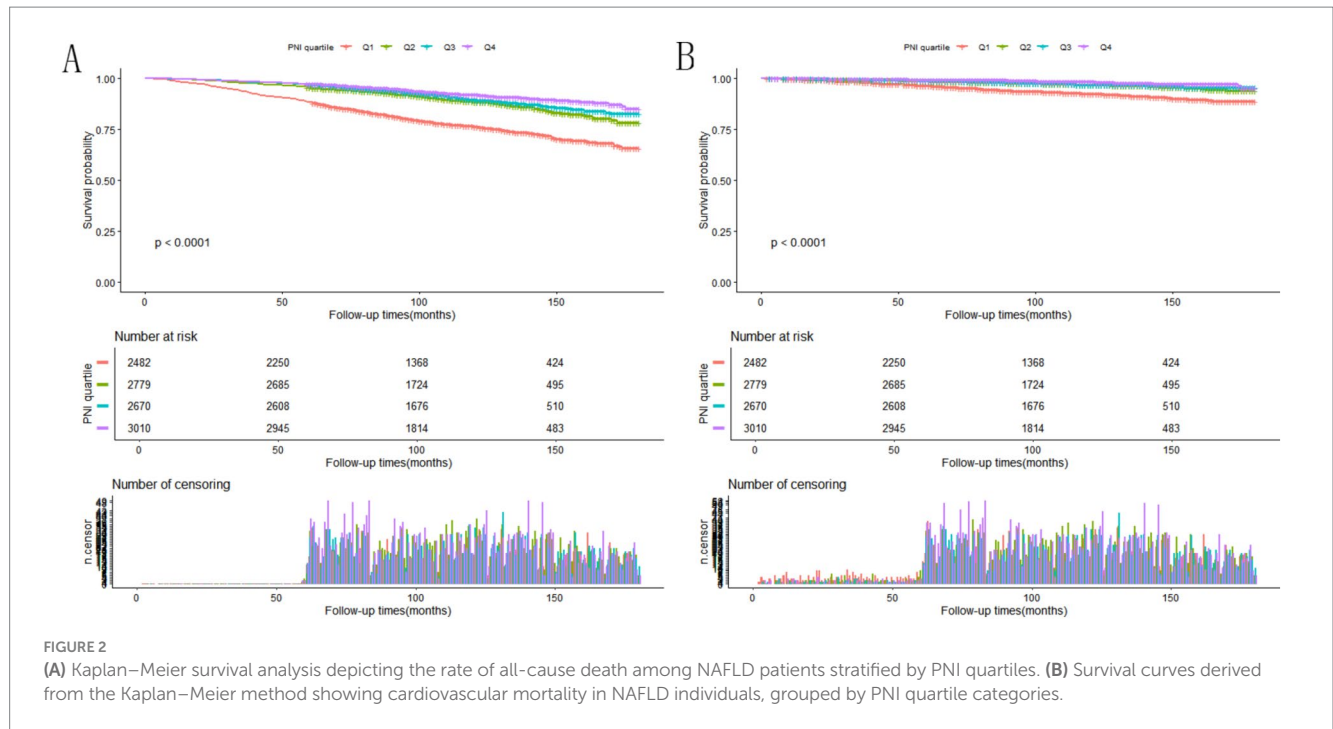 A
PNI quartile Q1 Q2 Q3 Q4
1.00
0.75
0.50
0.25
0.00
Survival probability
p < 0.0001
0 50 100 150
Follow-up times(months)
Number at risk
PNI quartile
2482 2250 1368 424
2779 2685 1724 495
2670 2608 1676 510
3010 2945 1814 483
0 50 100 150
Follow-up times(months)
Number of censoring
n.censor
0 50 100 150
Follow-up times(months)
B
PNI quartile Q1 Q2 Q3 Q4
1.00
0.75
0.50
0.25
0.00
Survival probability
p < 0.0001
0 50 100 150
Follow-up times(months)
Number at risk
PNI quartile
2482 2250 1368 424
2779 2685 1724 495
2670 2608 1676 510
3010 2945 1814 483
0 50 100 150
Follow-up times(months)
Number of censoring
n.censor
0 50 100 150
Follow-up times(months)
FIGURE 2
(A) Kaplan–Meier survival analysis depicting the rate of all-cause death among NAFLD patients stratified by PNI quartiles. (B) Survival curves derived
from the Kaplan–Meier method showing cardiovascular mortality in NAFLD individuals, grouped by PNI quartile categories.